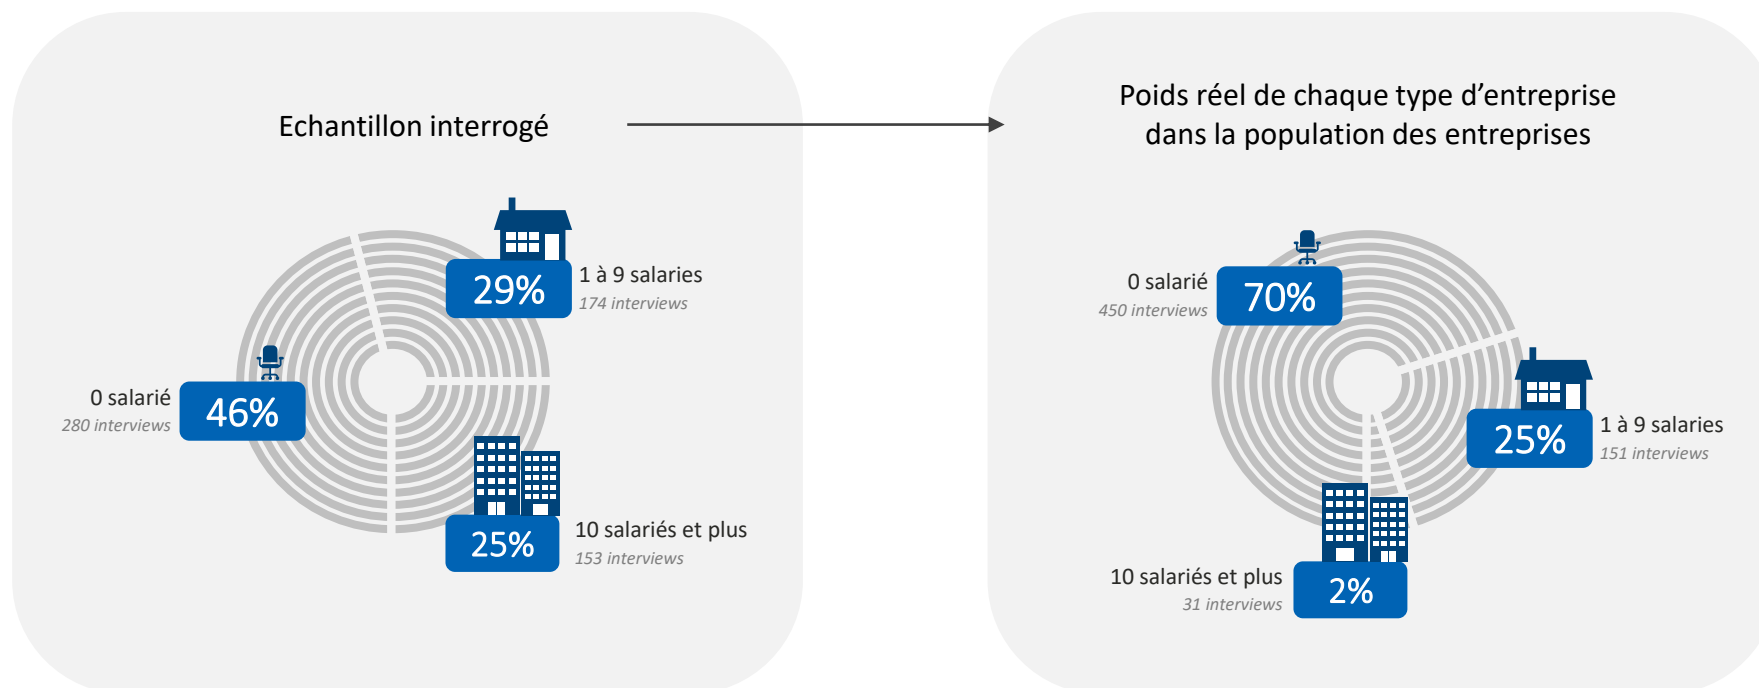 Echantillon interrogé
29%
1 à 9 salaries
174 interviews
0 salarié
280 interviews
46%
25%
10 salariés et plus
153 interviews
Poids réel de chaque type d’entreprise
dans la population des entreprises
0 salarié
450 interviews
70%
25%
1 à 9 salaries
151 interviews
10 salariés et plus
31 interviews
2%